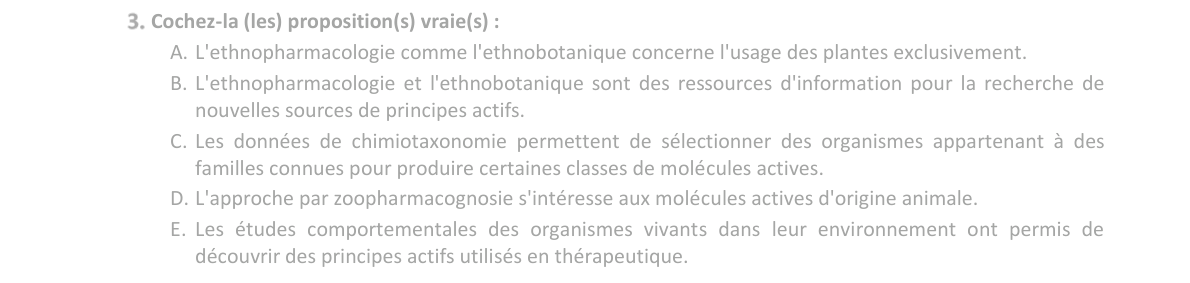 3. Cochez-la (les) proposition(s) vraie(s) :
A. L'ethnopharmacologie comme l'ethnobotanique concerne l'usage des plantes exclusivement.
B. L'ethnopharmacologie et l'ethnobotanique sont des ressources d'information pour la recherche de
nouvelles sources de principes actifs.
C. Les données de chimiotaxonomie permettent de sélectionner des organismes appartenant à des
familles connues pour produire certaines classes de molécules actives.
D. L'approche par zoopharmacognosie s'intéresse aux molécules actives d'origine animale.
E. Les études comportementales des organismes vivants dans leur environnement ont permis de
découvrir des principes actifs utilisés en thérapeutique.